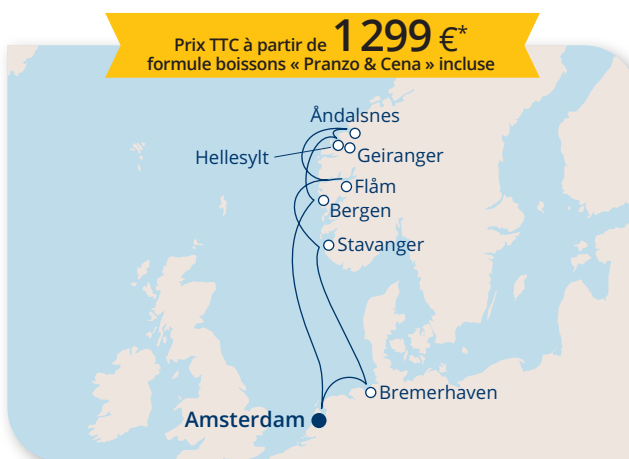 Prix TTC à partir de 1 299 €*
formule boissons « Pranzo & Cena » incluse
Åndalsnes
Hellesylt
Geiranger
Flåm
Bergen
Stavanger
Bremerhaven
Amsterdam